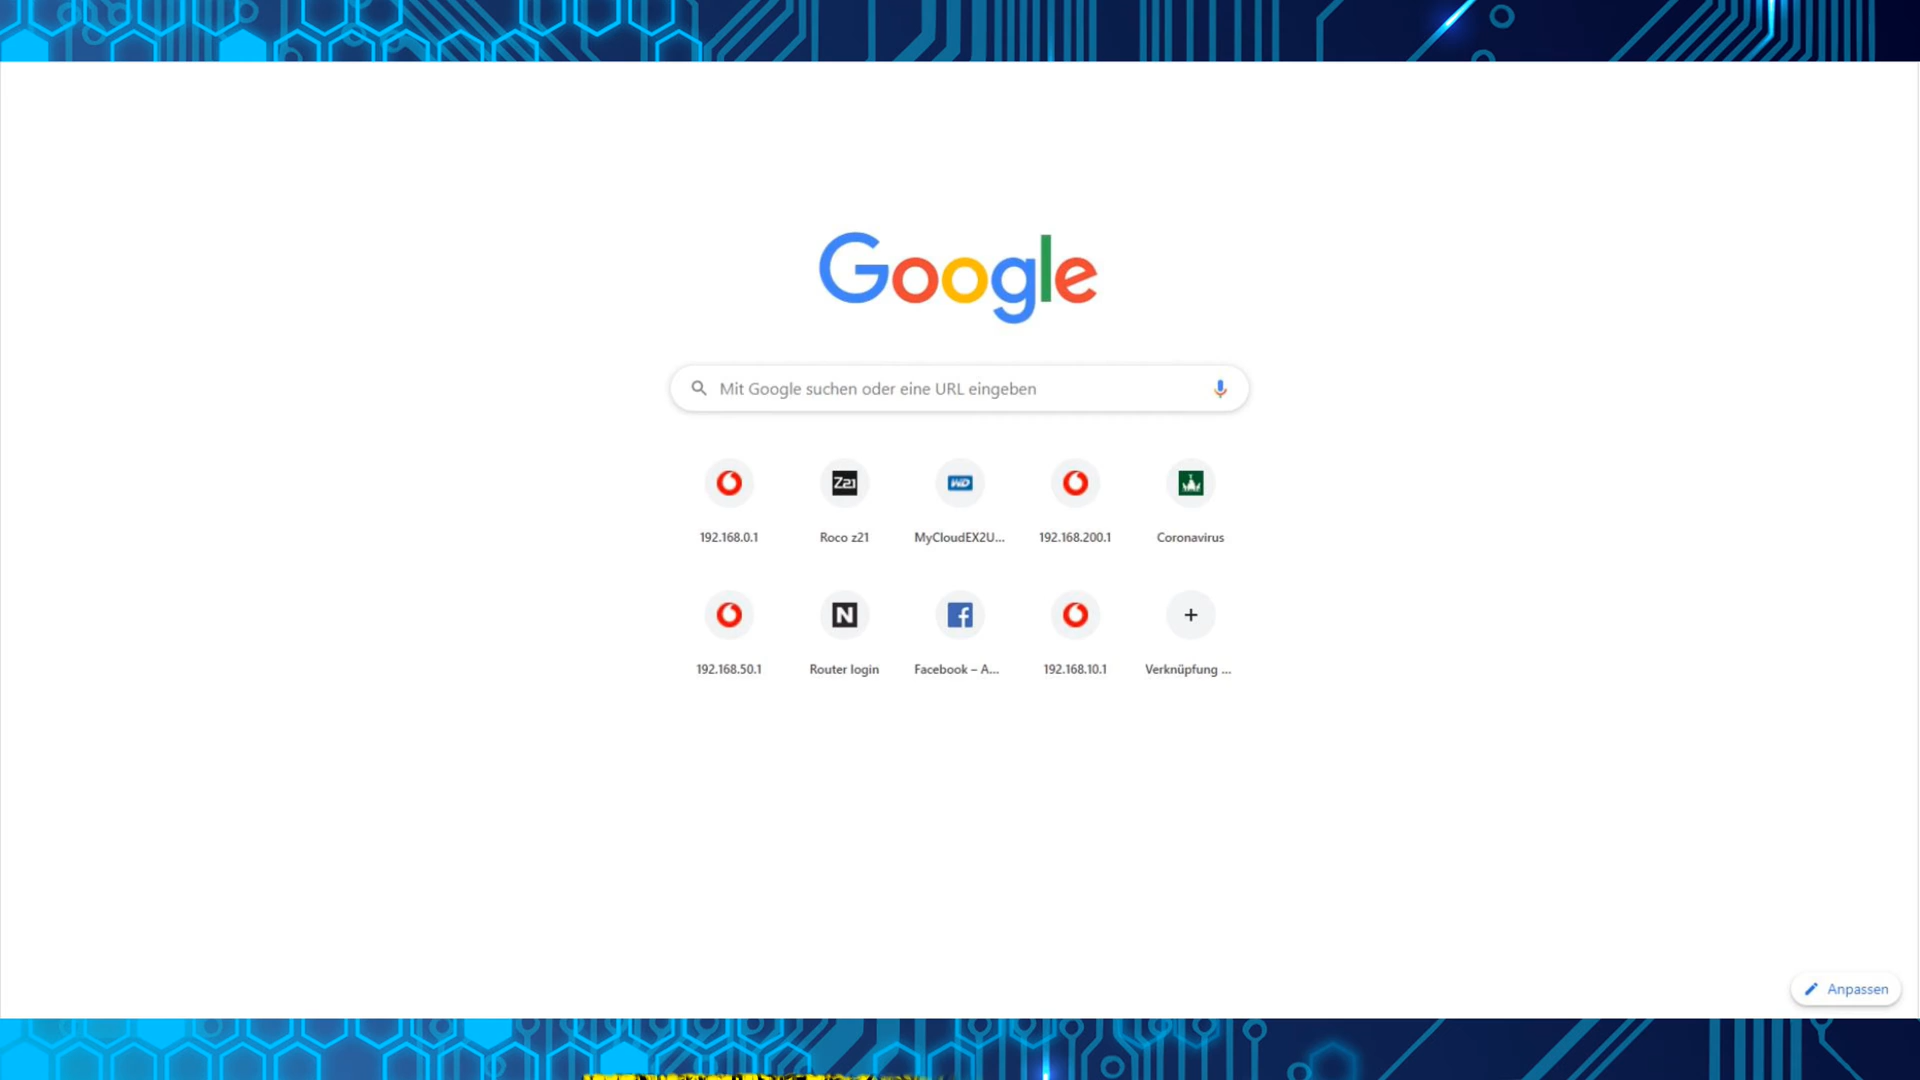 Google
Mit Google suchen oder eine URL eingeben
Z21
WD
192.168.0.1
Roco z21
MyCloudEX2U...
192.168.200.1
Coronavirus
N
f
192.168.50.1
Router login
Facebook – A...
192.168.10.1
Verknüpfung ...
Anpassen